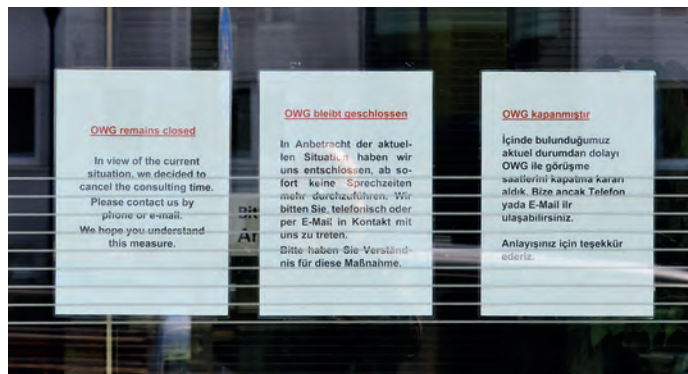 OWG remains closed
In view of the current
situation, we decided to
cancel the consulting time.
Please contact us by
phone or e-mail.
We hope you understand
this measure.
OWG bleibt geschlossen
In Anbetracht der aktuel-
len Situation haben wir
uns entschlossen, ab so-
fort keine Sprechzeiten
mehr durchzuführen. Wir
bitten Sie, telefonisch oder
per E-Mail in Kontakt mit
uns zu treten.
Bitte haben Sie Verständ-
nis für diese Maßnahme.
OWG kapanmıştır
İçinde bulunduğumuz
aktuel durumdan dolayı
OWG ile görüşme
saatlerini kapatma kararı
aldık. Bize ancak Telefon
yada E-Mail ilr
ulaşabilirsiniz.
Anlayışınız için teşekkür
ederiz.